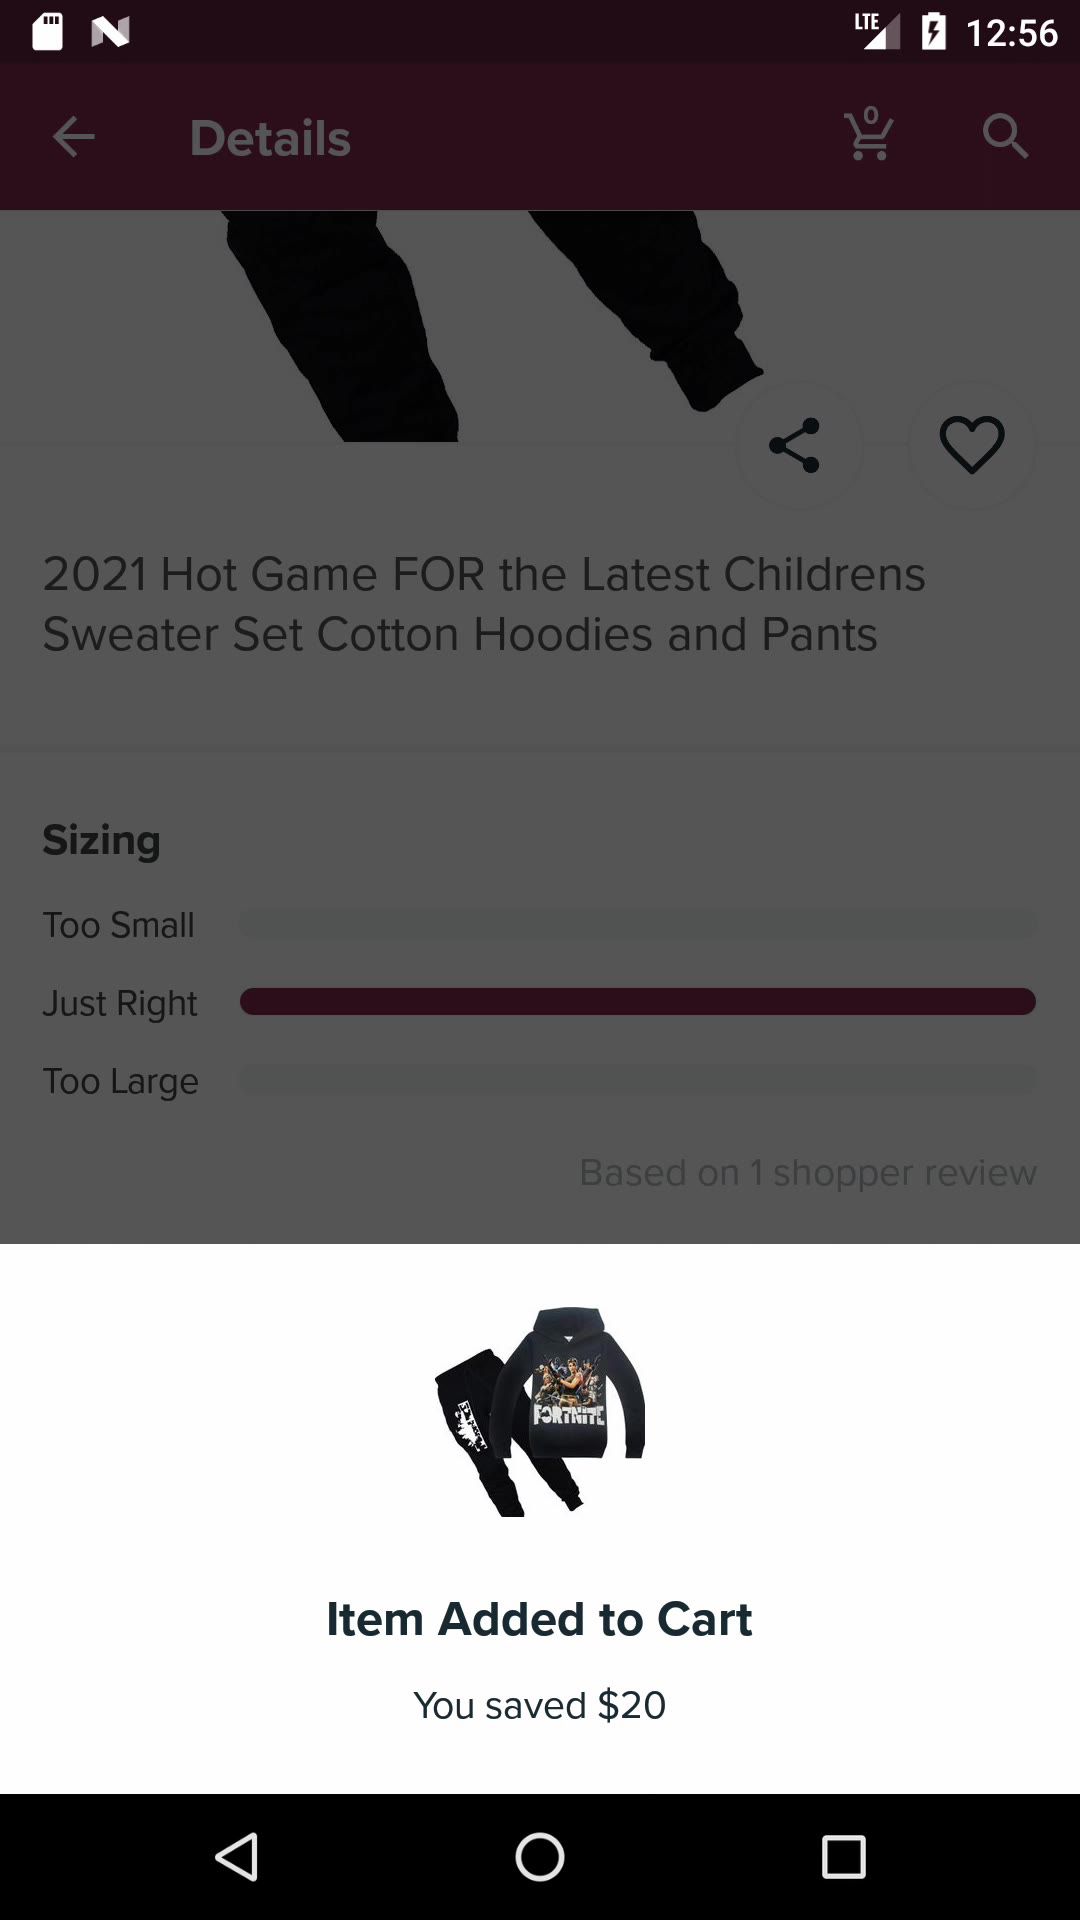 LTE 12:56
Details 0
2021 Hot Game FOR the Latest Childrens
Sweater Set Cotton Hoodies and Pants
Sizing
Too Small
Just Right
Too Large
Based on 1 shopper review
FORTNITE
Item Added to Cart
You saved $20